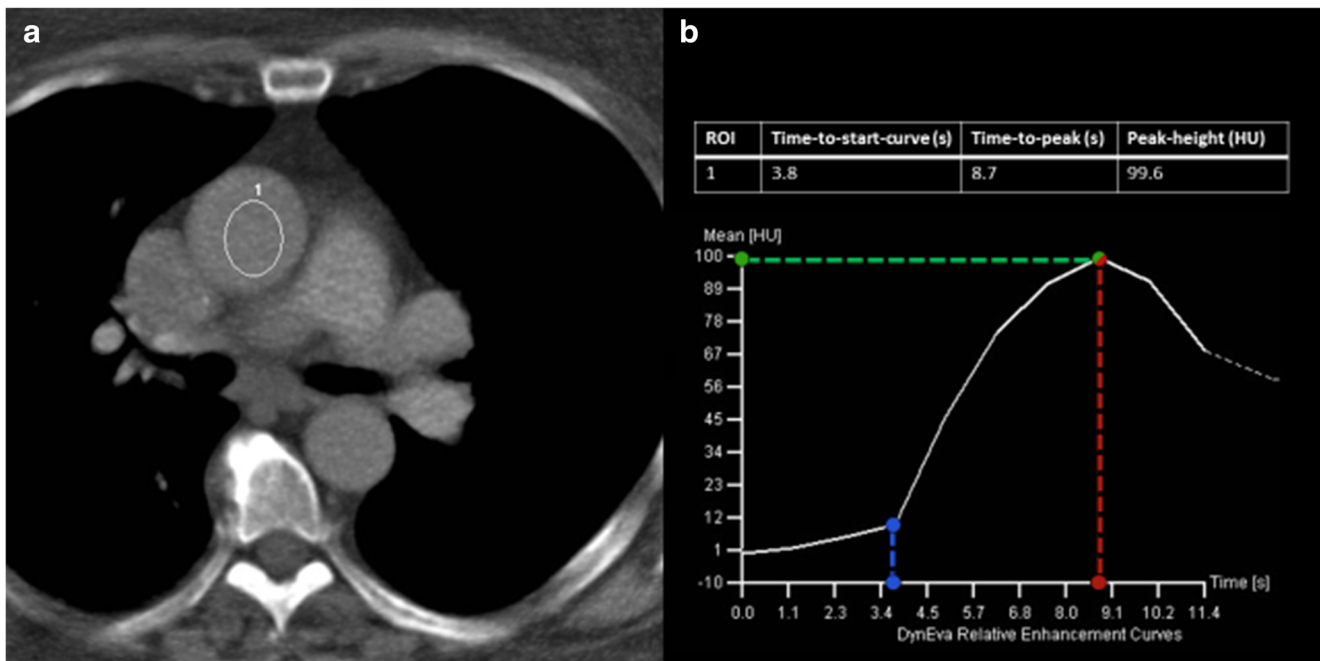 a
1
b
ROI Time-to-start-curve (s) Time-to-peak (s) Peak-height (HU)
1 3.8 8.7 99.6
Mean [HU]
100
89
78
67
56
45
34
23
12
1
-10
Time [s]
0.0 1.1 2.3 3.4 4.5 5.7 6.8 8.0 9.1 10.2 11.4
DynEva Relative Enhancement Curves